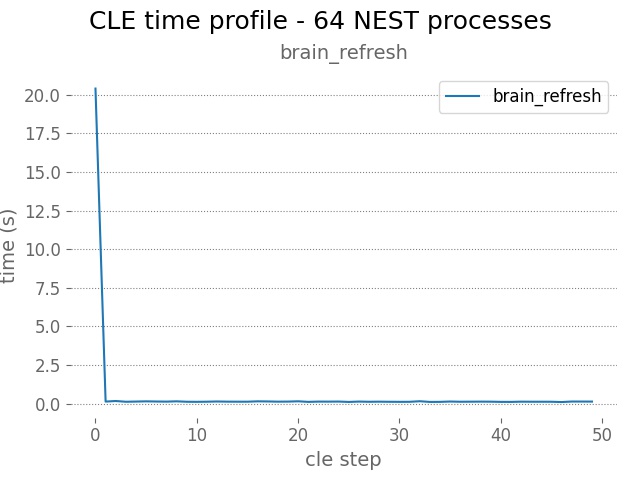 CLE time profile - 64 NEST processes
brain_refresh
brain_refresh
20.0
17.5
15.0
12.5
10.0
7.5
5.0
2.5
0.0
time (s)
0 10 20 30 40 50
cle step